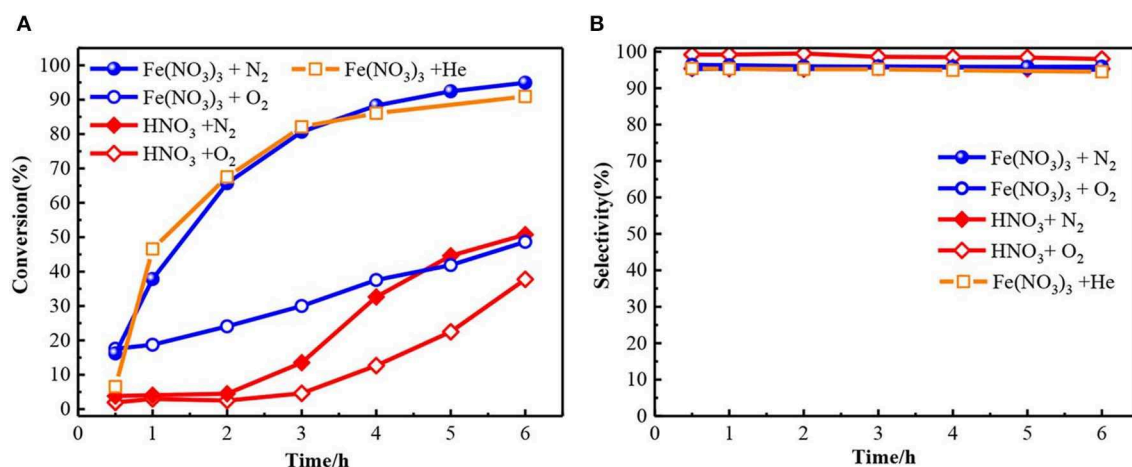 A
Conversion(%)
100
90
80
70
60
50
40
30
20
10
0
Fe(NO3)3 + N2
Fe(NO3)3 +He
Fe(NO3)3 + O2
HNO3 +N2
HNO3 +O2
0 1 2 3 4 5 6
Time/h
B
Selectivity(%)
100
90
80
70
60
50
40
30
20
10
0
Fe(NO3)3 + N2
Fe(NO3)3 + O2
HNO3+ N2
HNO3+ O2
Fe(NO3)3 +He
0 1 2 3 4 5 6
Time/h